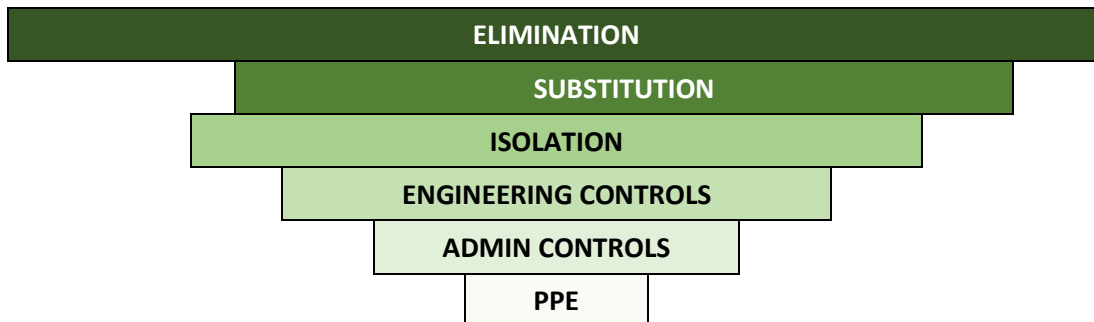 ELIMINATION
SUBSTITUTION
ISOLATION
ENGINEERING CONTROLS
ADMIN CONTROLS
PPE